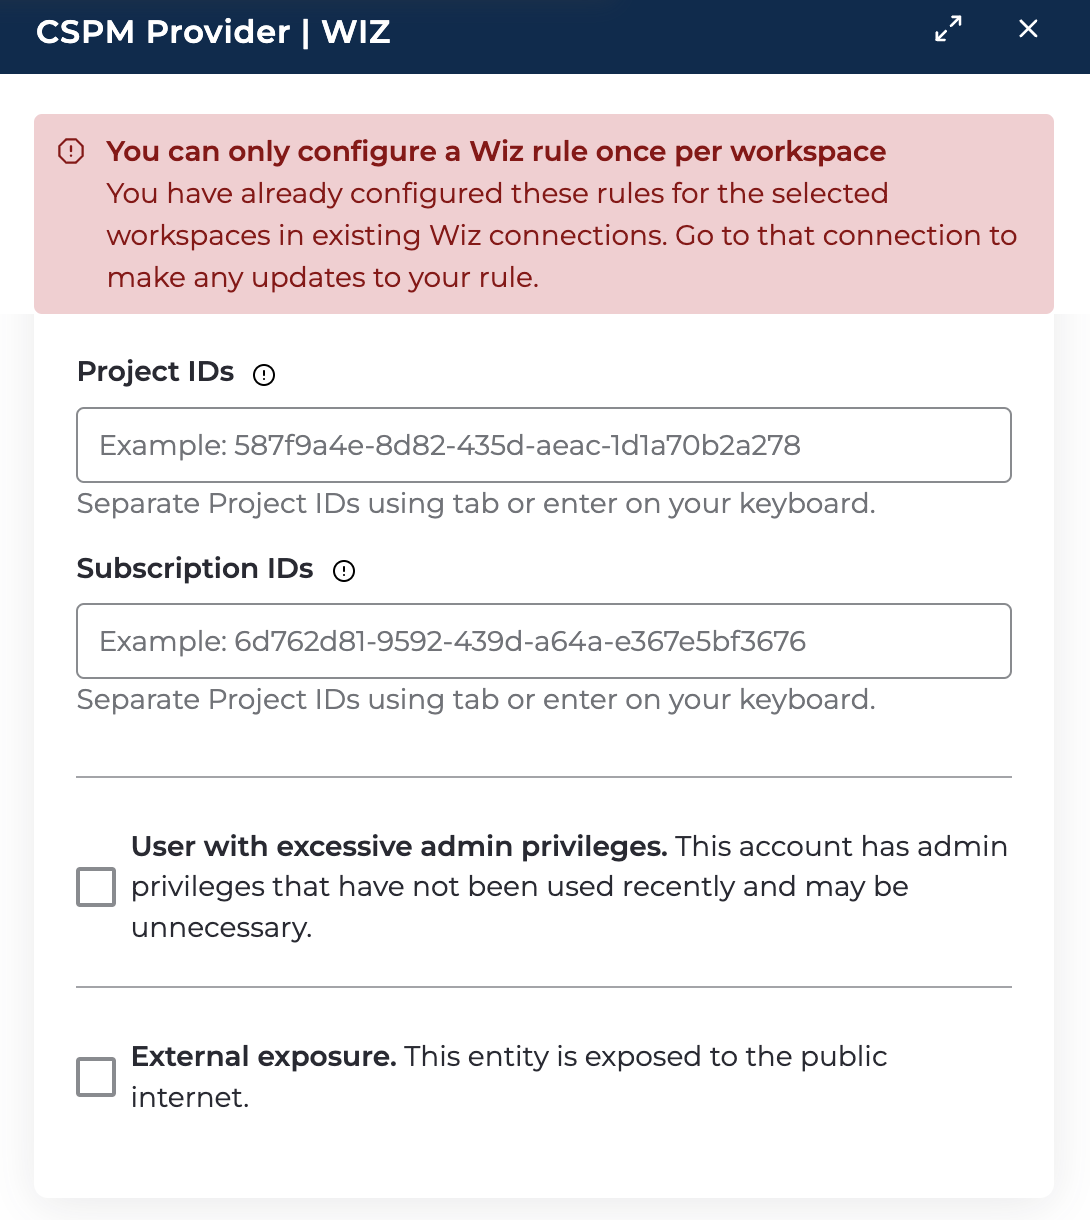 CSPM Provider | WIZ
You can only configure a Wiz rule once per workspace
You have already configured these rules for the selected
workspaces in existing Wiz connections. Go to that connection to
make any updates to your rule.
Project IDs
Example: 587f9a4e-8d82-435d-aeac-1d1a70b2a278
Separate Project IDs using tab or enter on your keyboard.
Subscription IDs
Example: 6d762d81-9592-439d-a64a-e367e5bf3676
Separate Project IDs using tab or enter on your keyboard.
User with excessive admin privileges. This account has admin
privileges that have not been used recently and may be
unnecessary.
External exposure. This entity is exposed to the public
internet.